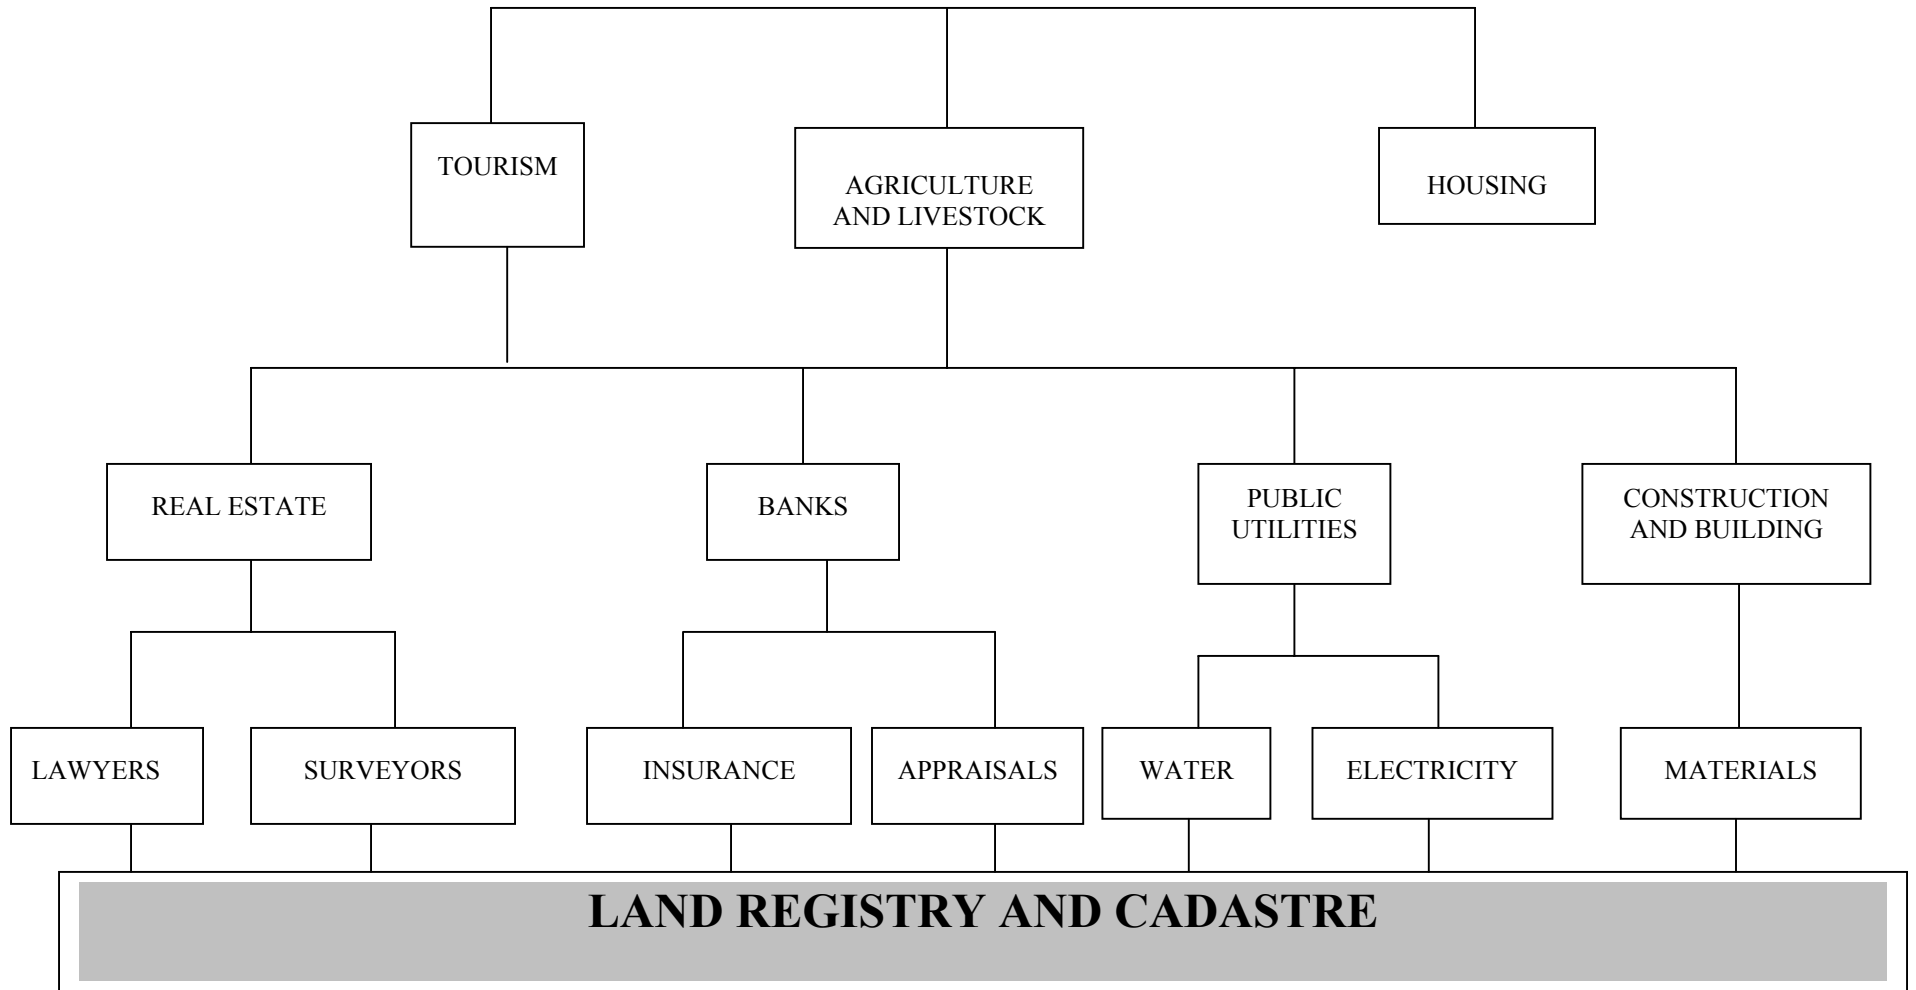 TOURISM
AGRICULTURE
AND LIVESTOCK
HOUSING
REAL ESTATE
BANKS
PUBLIC
UTILITIES
CONSTRUCTION
AND BUILDING
LAWYERS
SURVEYORS
INSURANCE
APPRAISALS
WATER
ELECTRICITY
MATERIALS
LAND REGISTRY AND CADASTRE